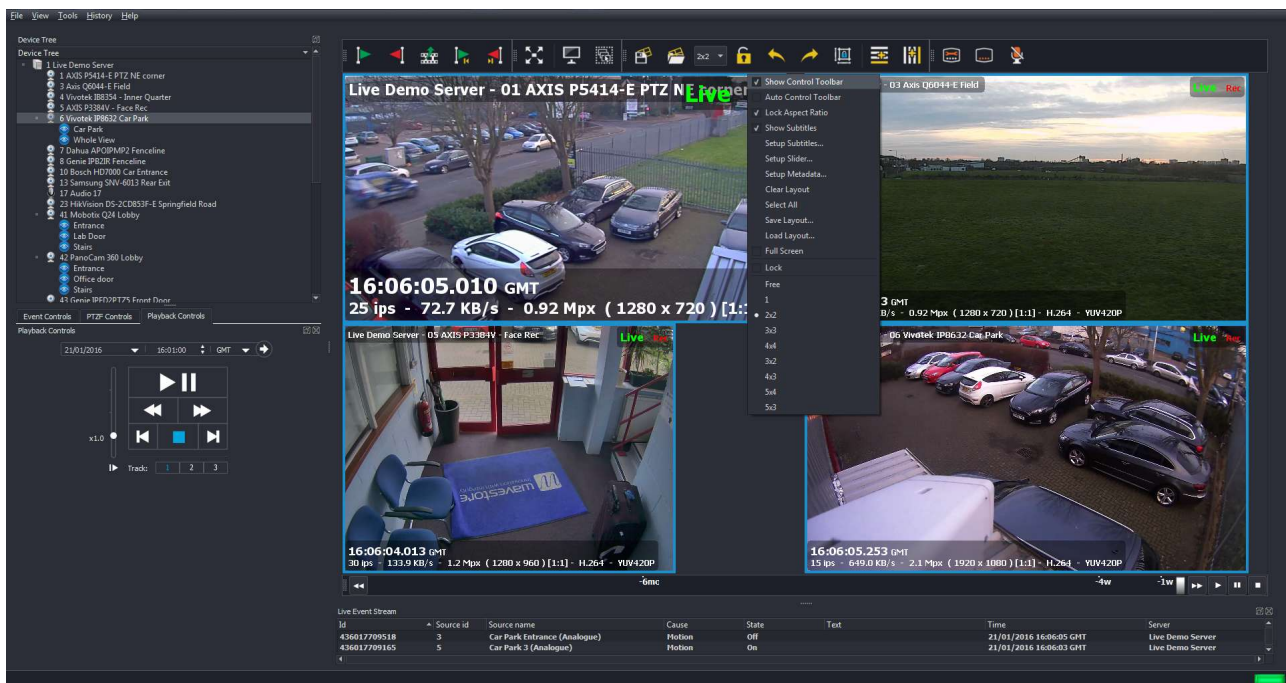 File View Tools History Help
Device Tree
Device Tree
1 Live Demo Server
1 AXIS P5414-E PTZ NE corner
3 Axis Q6044-E Field
4 Vivotek IB8354 - Inner Quarter
5 AXIS P3384V - Face Rec
6 Vivotek IP8632 Car Park
Car Park
Whole View
7 Dahua APOIPMP2 Fenceline
8 Genie IPB2IR Fenceline
10 Bosch HD7000 Car Entrance
13 Samsung SNV-6013 Rear Exit
17 Audio 17
23 HikVision DS-2CD853F-E Springfield Road
41 Mobotix Q24 Lobby
Entrance
Lab Door
Stairs
42 PanoCam 360 Lobby
Entrance
Office door
Stairs
43 Genie IPFD2PTZ5 Front Door
Event Controls PTZF Controls Playback Controls
Playback Controls
21/01/2016 16:01:00 GMT
x1.0
Track: 1 2 3
2x2
Live Demo Server - 01 AXIS P5414-E PTZ NE corner
Live
16:06:05.010 GMT
25 ips - 72.7 KB/s - 0.92 Mpx ( 1280 x 720 ) [1:1]
Show Control Toolbar
Auto Control Toolbar
Lock Aspect Ratio
Show Subtitles
Setup Subtitles...
Setup Slider...
Setup Metadata...
Clear Layout
Select All
Save Layout...
Load Layout...
Full Screen
Lock
Free
1
2x2
3x3
4x4
3x2
4x3
5x4
5x3
- 03 Axis Q6044-E Field
Live Rec
3 GMT
B/s - 0.92 Mpx ( 1280 x 720 ) [1:1] - H.264 - YUV420P
Live Demo Server - 05 AXIS P3384V - Face Rec
Live Rec
wavestore
16:06:04.013 GMT
30 ips - 133.9 KB/s - 1.2 Mpx ( 1280 x 960 ) [1:1] - H.264 - YUV420P
- 06 Vivotek IP8632 Car Park
Live Rec
16:06:05.253 GMT
15 ips - 649.0 KB/s - 2.1 Mpx ( 1920 x 1080 ) [1:1] - H.264 - YUV420P
-6mc -4w -1w
Live Event Stream
Id Source id Source name Cause State Text Time Server
436017709518 3 Car Park Entrance (Analogue) Motion Off 21/01/2016 16:06:05 GMT Live Demo Server
436017709165 5 Car Park 3 (Analogue) Motion On 21/01/2016 16:06:03 GMT Live Demo Server